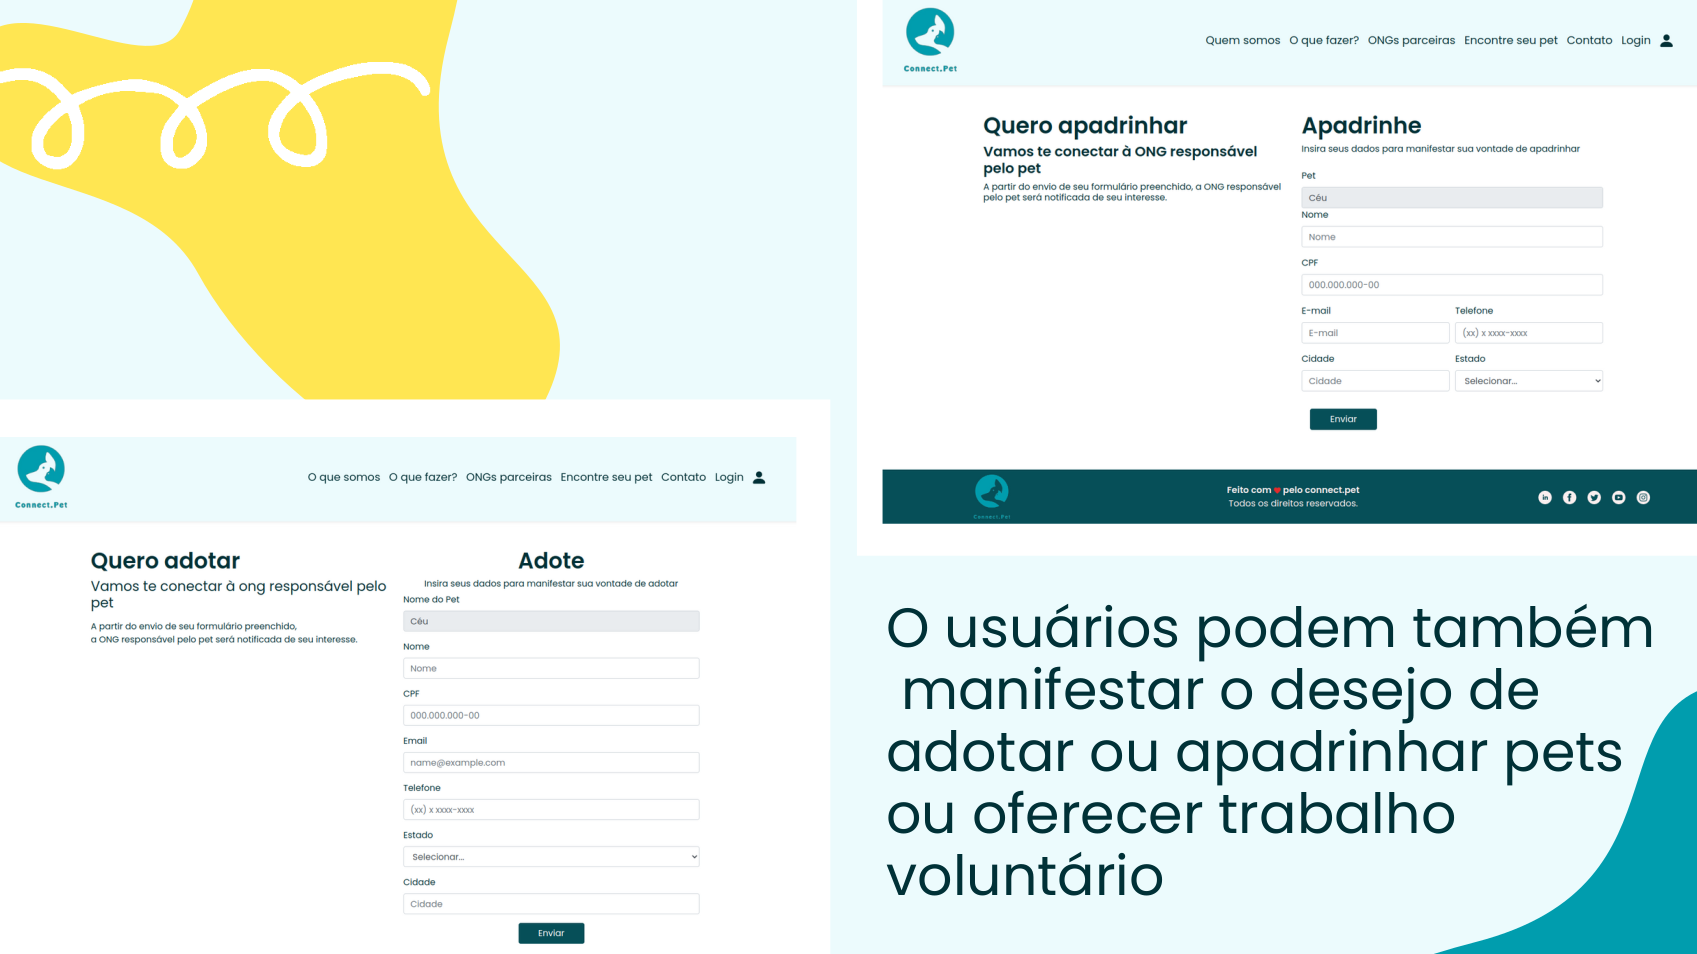 Connect.Pet
Quem somos O que fazer? ONGs parceiras Encontre seu pet Contato Login
Quero apadrinhar
Vamos te conectar à ONG responsável
pelo pet
A partir do envio de seu formulário preenchido, a ONG responsável
pelo pet será notificada de seu interesse.
Apadrinhe
Insira seus dados para manifestar sua vontade de apadrinhar
Pet
Céu
Nome
Nome
CPF
000.000.000-00
E-mail Telefone
E-mail (xx) x xxxx-xxxx
Cidade Estado
Cidade Selecionar...
Enviar
Connect.Pet
Feito com pelo connect.pet
Todos os direitos reservados.
Connect.Pet
O que somos O que fazer? ONGs parceiras Encontre seu pet Contato Login
Quero adotar
Vamos te conectar à ong responsável pelo
pet
A partir do envio de seu formulário preenchido,
a ONG responsável pelo pet será notificada de seu interesse.
Adote
Insira seus dados para manifestar sua vontade de adotar
Nome do Pet
Céu
Nome
Nome
CPF
000.000.000-00
Email
name@example.com
Telefone
(xx) x xxxx-xxxx
Estado
Selecionar...
Cidade
Cidade
Enviar
O usuários podem também
manifestar o desejo de
adotar ou apadrinhar pets
ou oferecer trabalho
voluntário